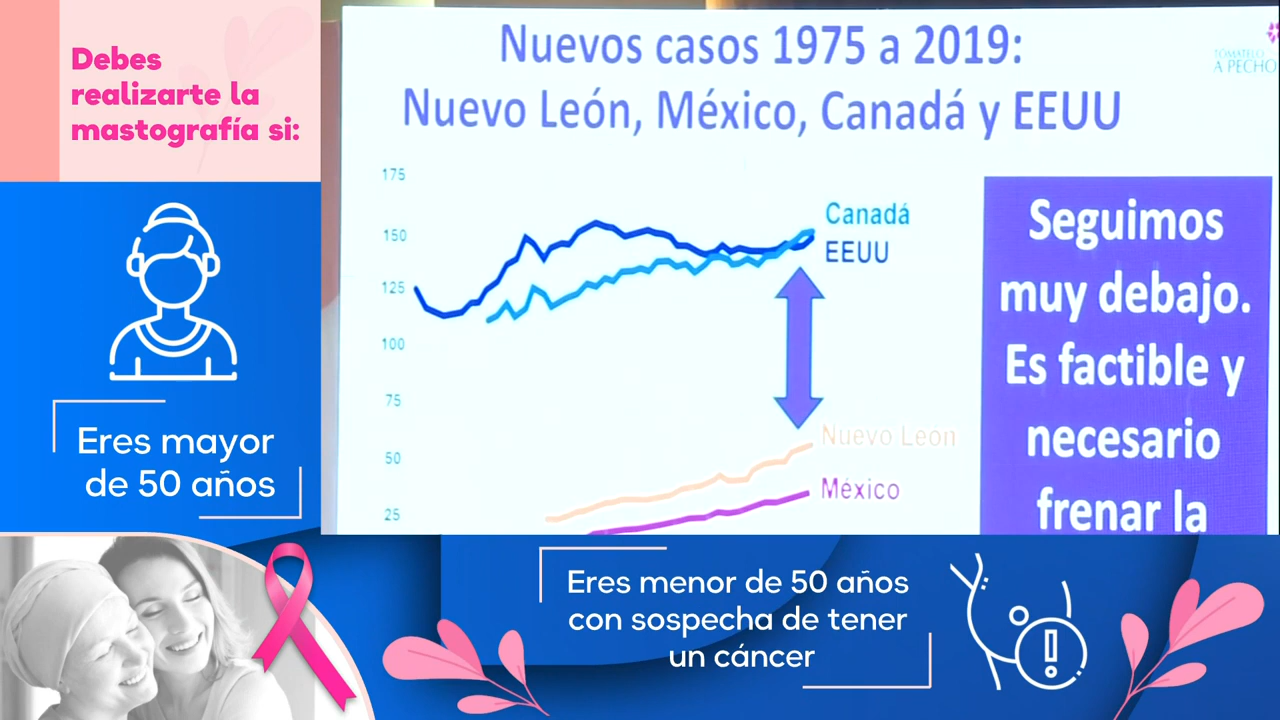 Debes
realizarte la
mastografía si:
Eres mayor
de 50 años
Nuevos casos 1975 a 2019:
Nuevo León, México, Canadá y EEUU
TÓMATELO
A PECHO
175
150
125
100
75
50
25
Canadá
EEUU
Nuevo León
México
Seguimos
muy debajo.
Es factible y
necesario
frenar la
Eres menor de 50 años
con sospecha de tener
un cáncer